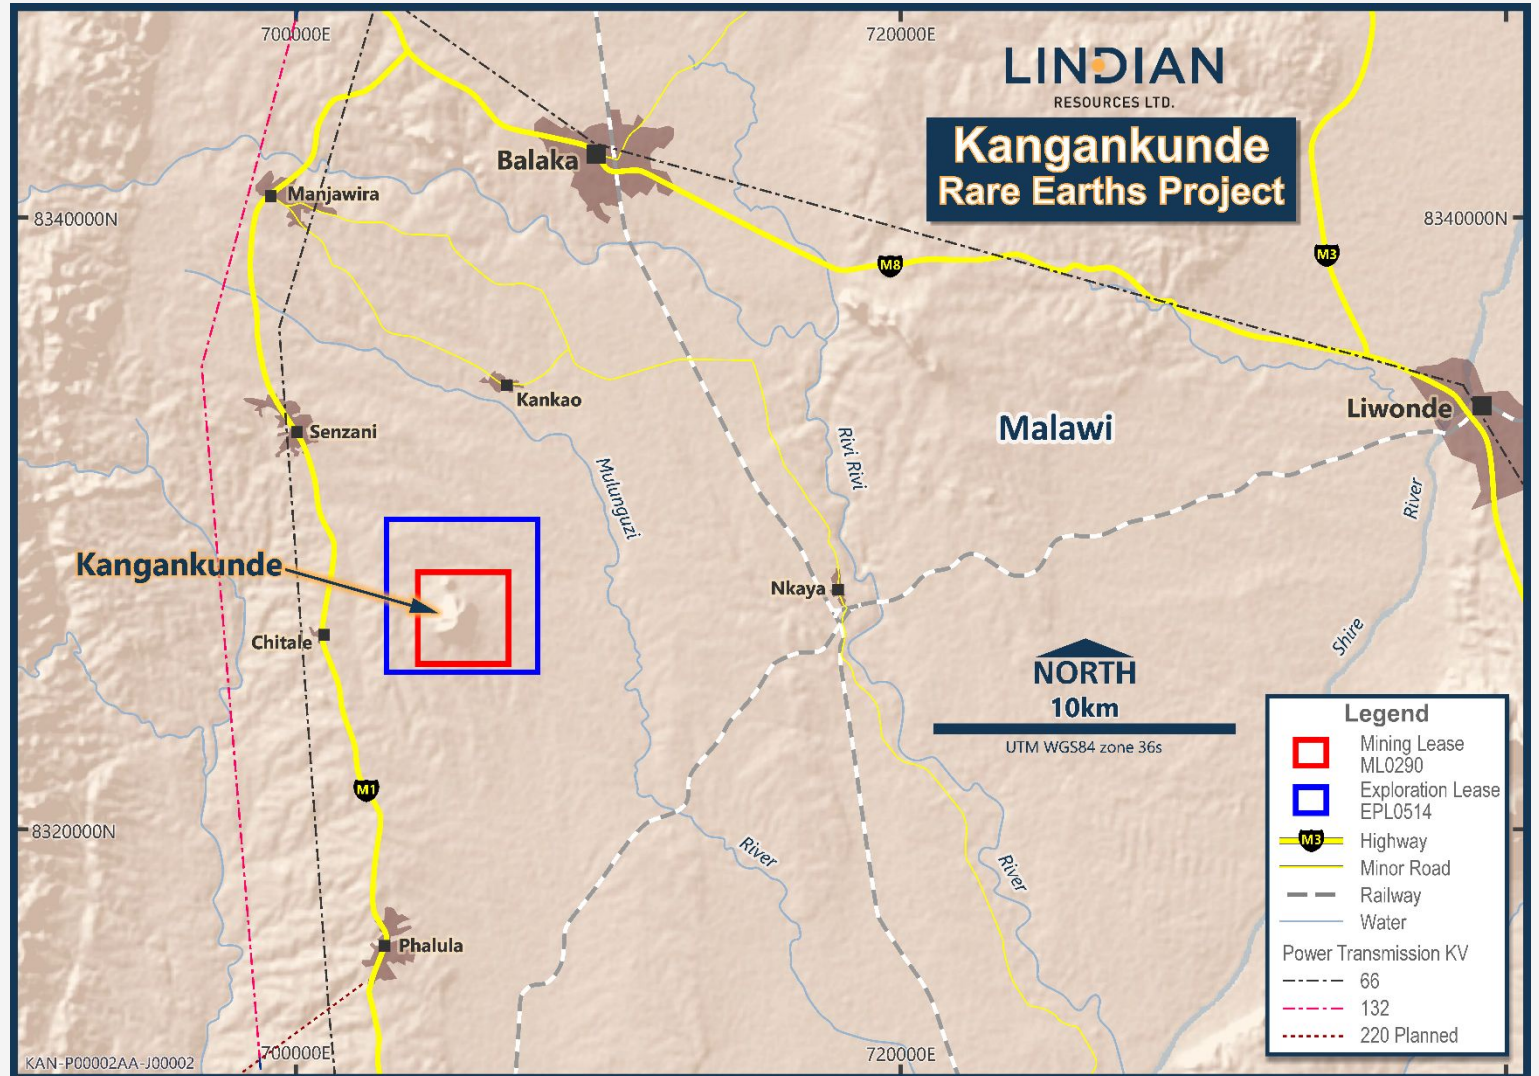 700000E
720000E
LINDIAN
RESOURCES LTD.
Kangankunde
Rare Earths Project
Balaka
Manjawira
8340000N
8340000N
M8
M3
Kankao
Senzani
Malawi
Liwonde
Rivi Rivi
Mulunguzi
River
Kangankunde
Nkaya
Chitale
Shire
NORTH
10km
UTM WGS84 zone 36s
M1
8320000N
River
River
Phalula
700000E
720000E
KAN-P00002AA-J00002
Legend
Mining Lease
ML0290
Exploration Lease
EPL0514
M3 Highway
Minor Road
Railway
Water
Power Transmission KV
66
132
220 Planned